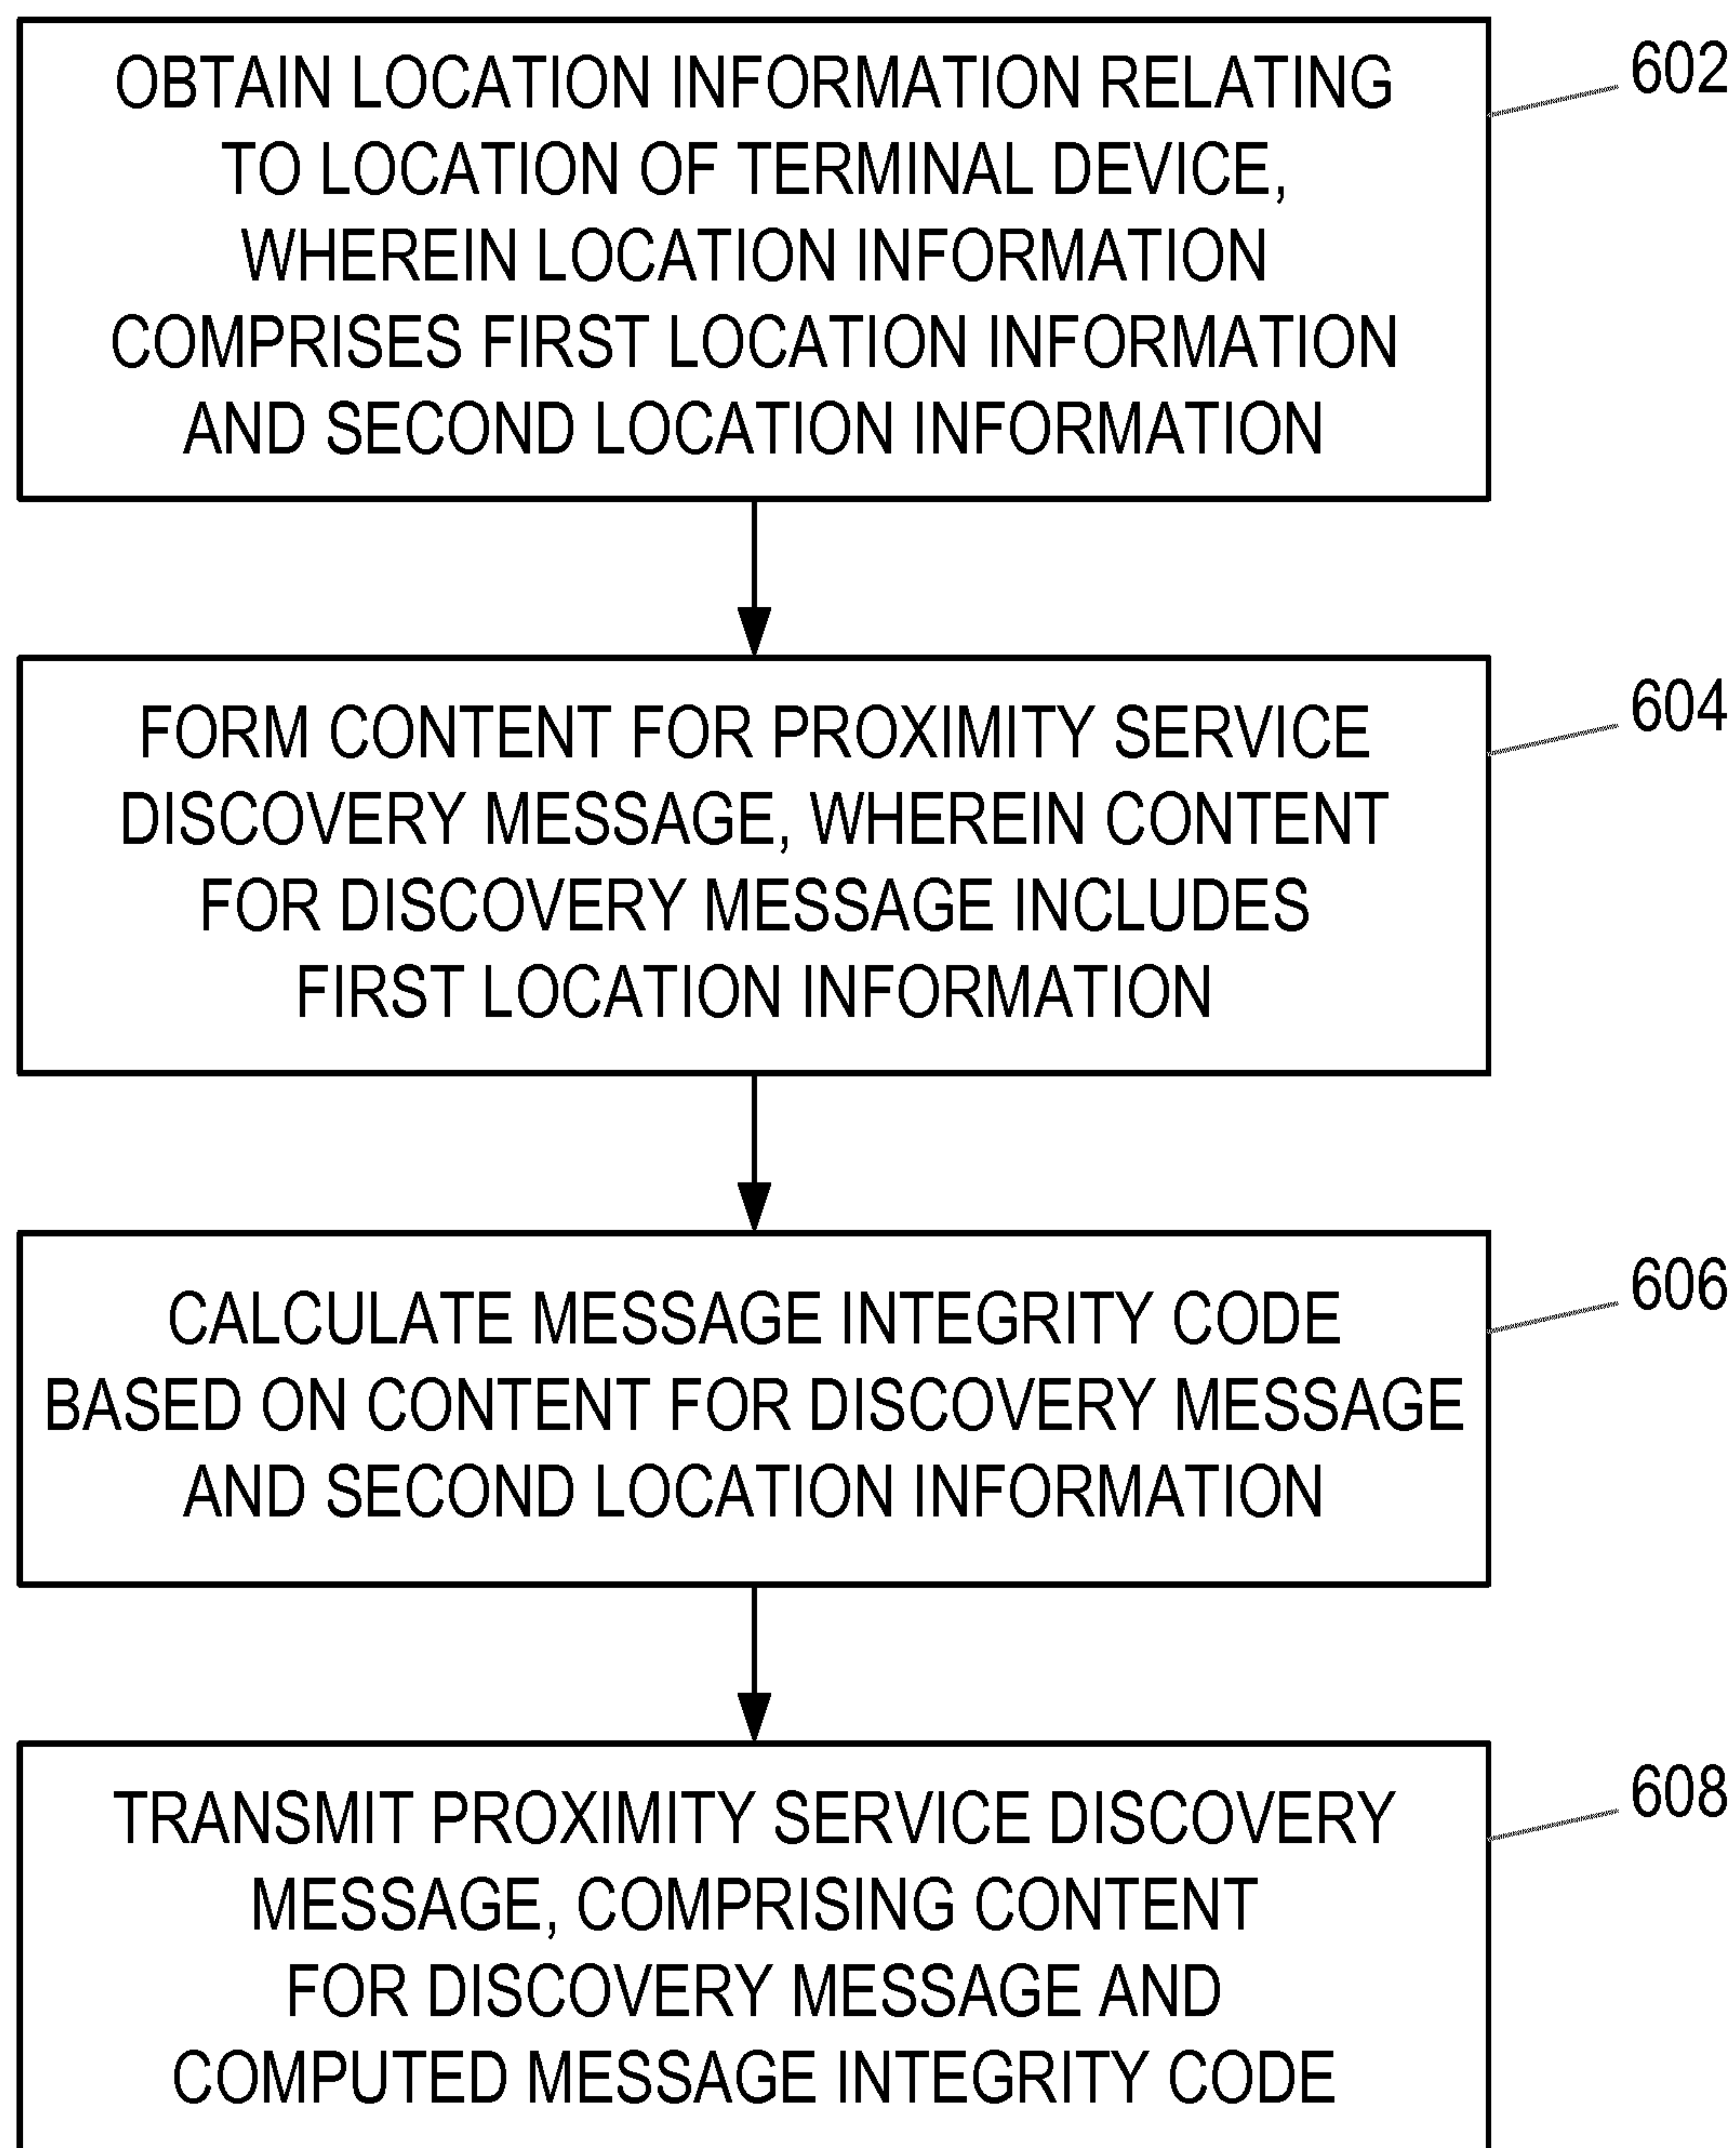 OBTAIN LOCATION INFORMATION RELATING
TO LOCATION OF TERMINAL DEVICE,
WHEREIN LOCATION INFORMATION
COMPRISES FIRST LOCATION INFORMATION
AND SECOND LOCATION INFORMATION
602
FORM CONTENT FOR PROXIMITY SERVICE
DISCOVERY MESSAGE, WHEREIN CONTENT
FOR DISCOVERY MESSAGE INCLUDES
FIRST LOCATION INFORMATION
604
CALCULATE MESSAGE INTEGRITY CODE
BASED ON CONTENT FOR DISCOVERY MESSAGE
AND SECOND LOCATION INFORMATION
606
TRANSMIT PROXIMITY SERVICE DISCOVERY
MESSAGE, COMPRISING CONTENT
FOR DISCOVERY MESSAGE AND
COMPUTED MESSAGE INTEGRITY CODE
608